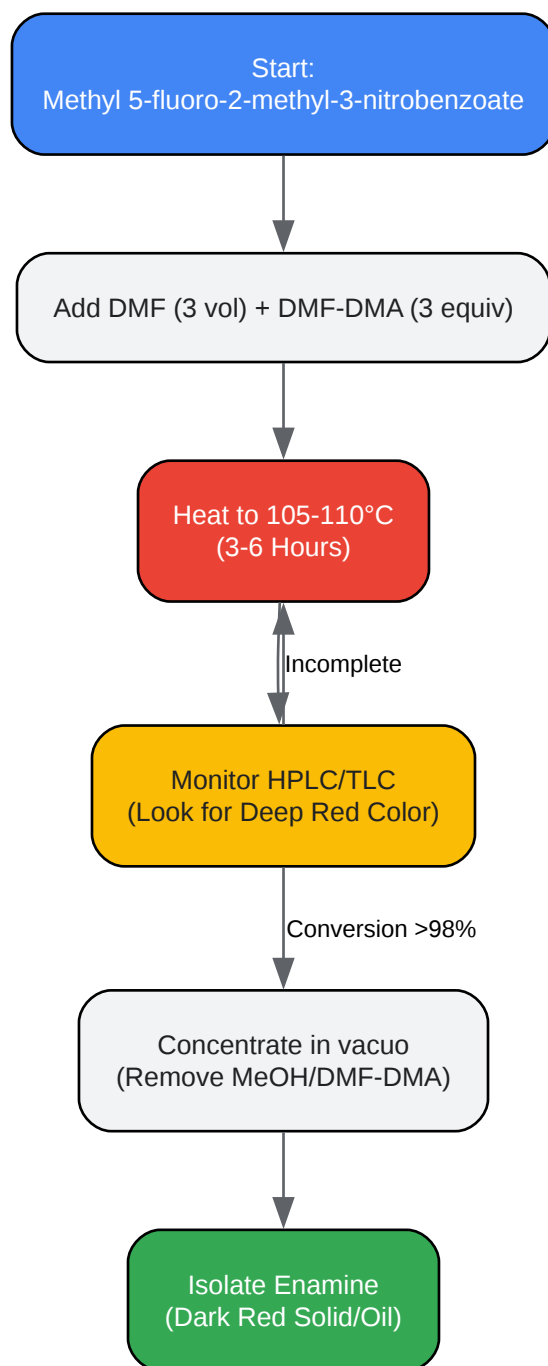 Start:
Methyl 5-fluoro-2-methyl-3-nitrobenzoate
Add DMF (3 vol) + DMF-DMA (3 equiv)
Heat to 105-110°C
(3-6 Hours)
Incomplete
Monitor HPLC/TLC
(Look for Deep Red Color)
Conversion >98%
Concentrate in vacuo
(Remove MeOH/DMF-DMA)
Isolate Enamine
(Dark Red Solid/Oil)